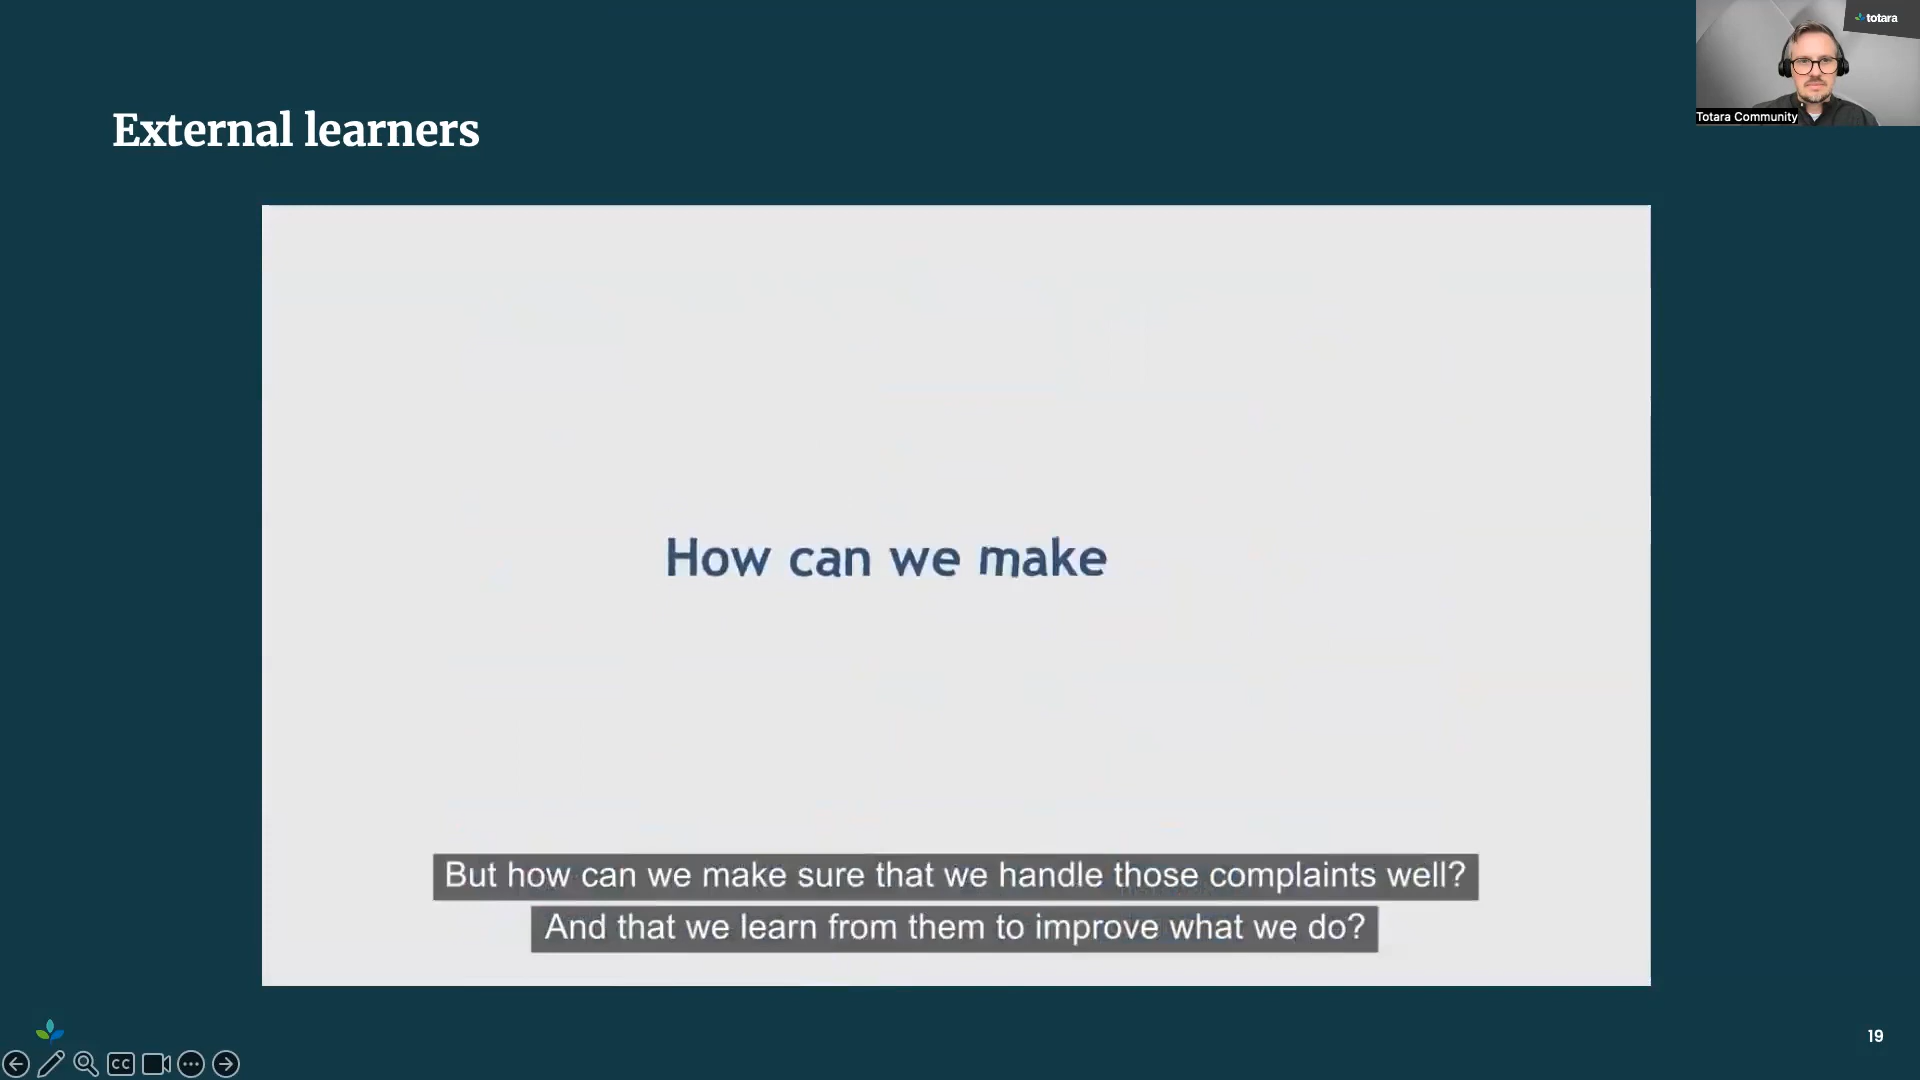 totara
Totara Community
External learners
How can we make
But how can we make sure that we handle those complaints well?
And that we learn from them to improve what we do?
19
CC